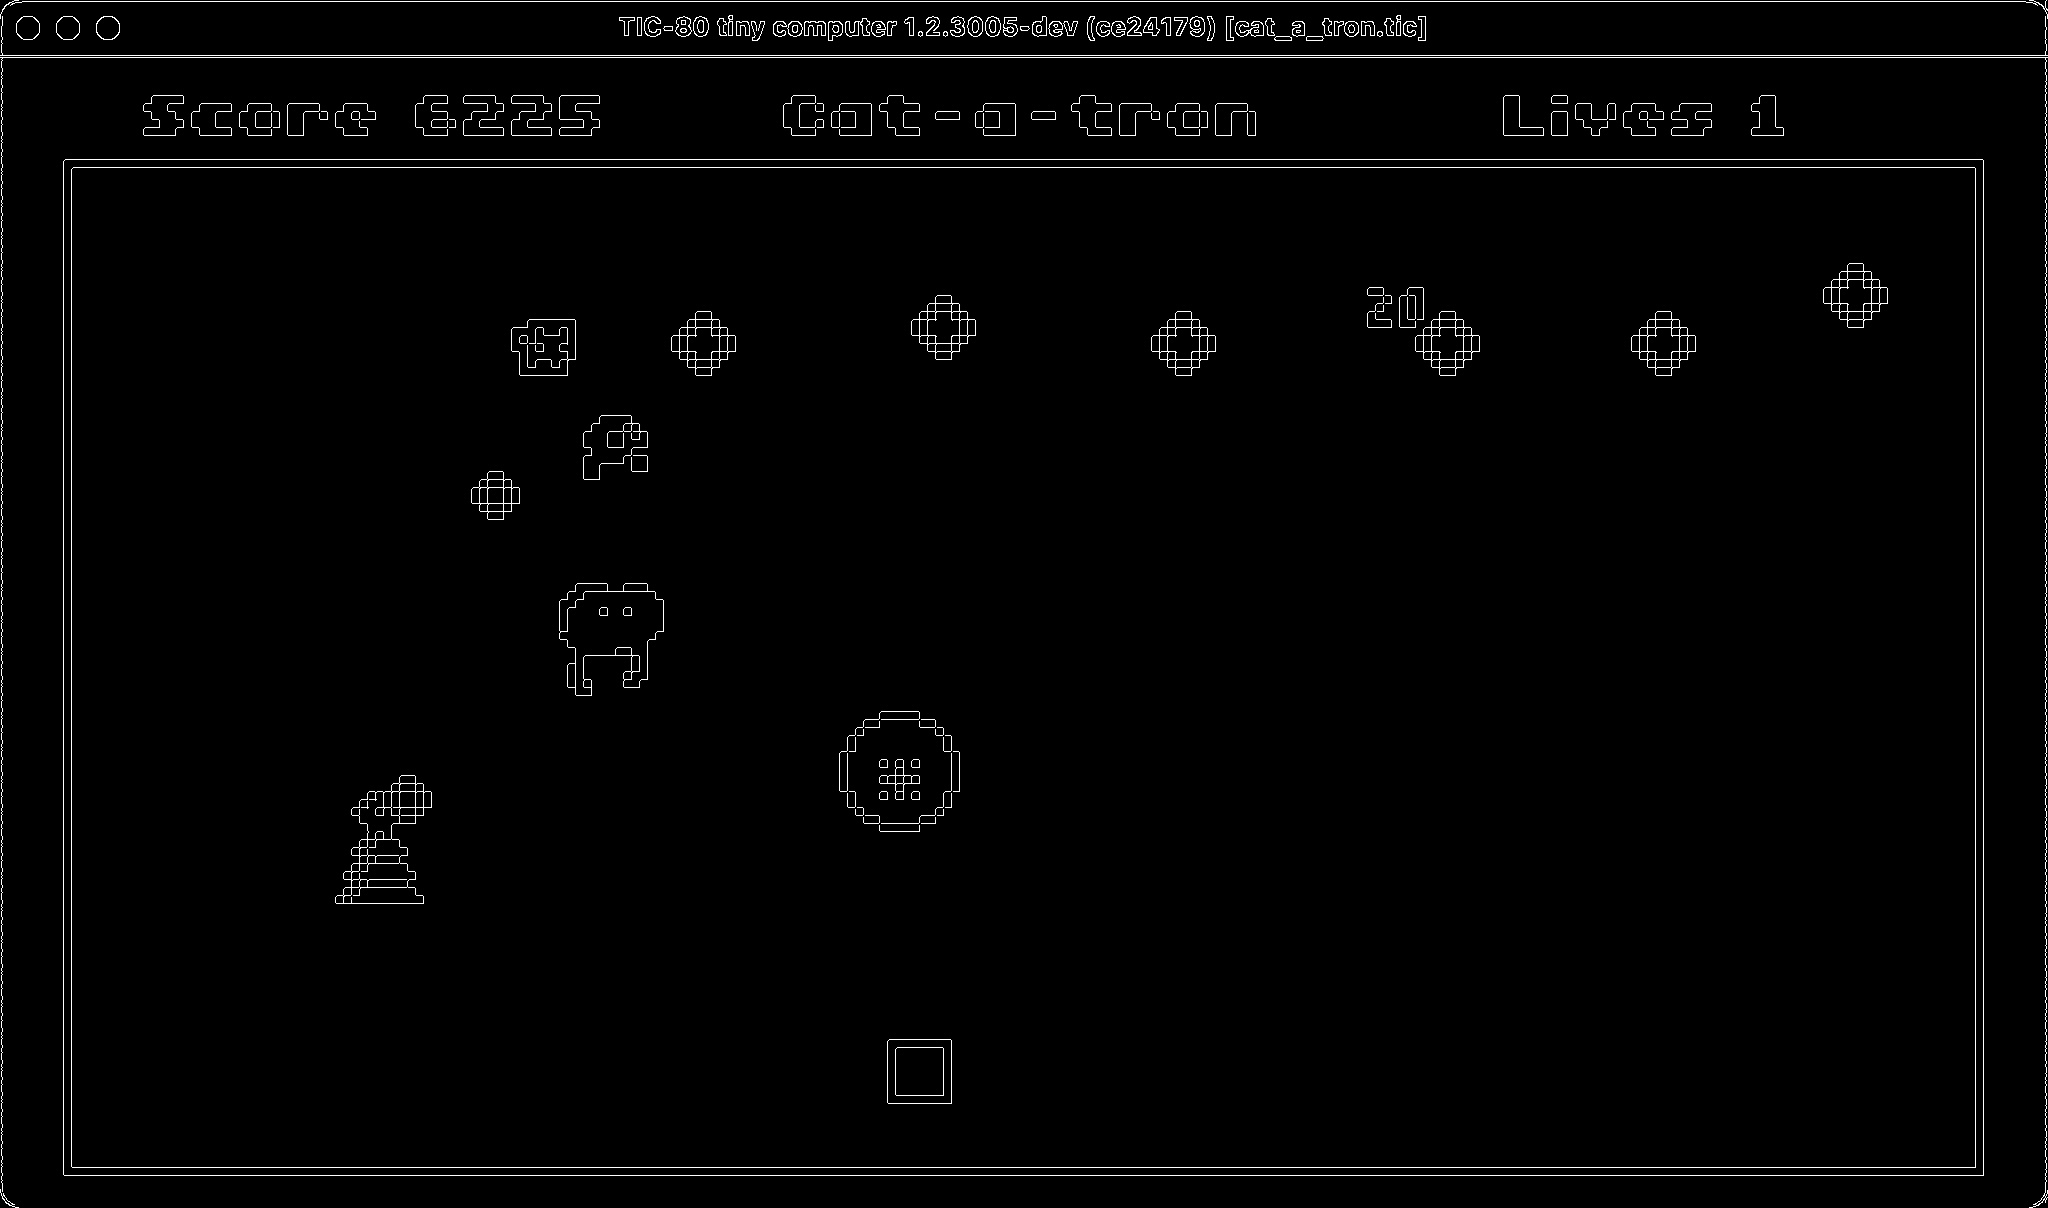 TIC-80 tiny computer 1.2.3005-dev (ce24179) [cat_a_tron.tic]
Score 6225 Cat-a-tron Lives 1
20